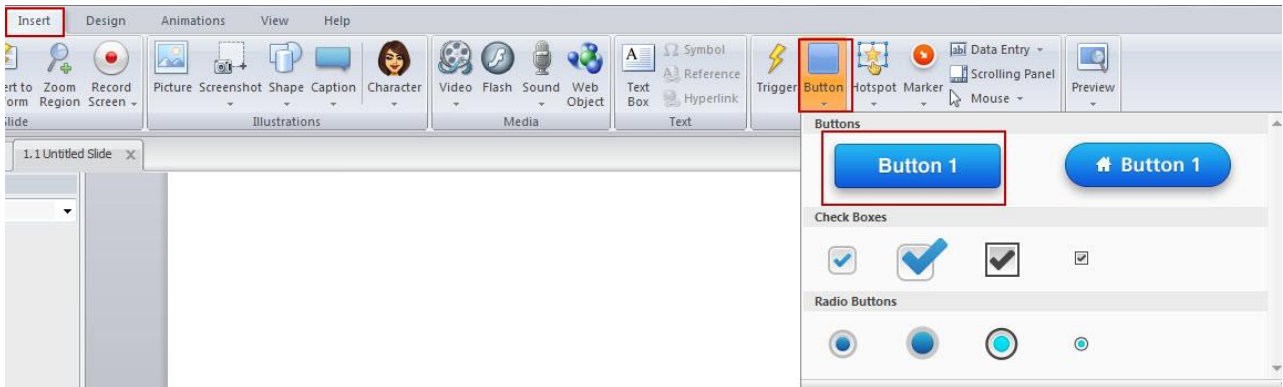 Insert Design Animations View Help
ert to Zoom Record Picture Screenshot Shape Caption Character Video Flash Sound Web Text Symbol Trigger Button Hotspot Marker Data Entry Preview
orm Region Screen Object Box Reference Scrolling Panel
Hyperlink Mouse
lide Illustrations Media Text
1.1 Untitled Slide X
Buttons
Button 1 Button 1
Check Boxes
Radio Buttons